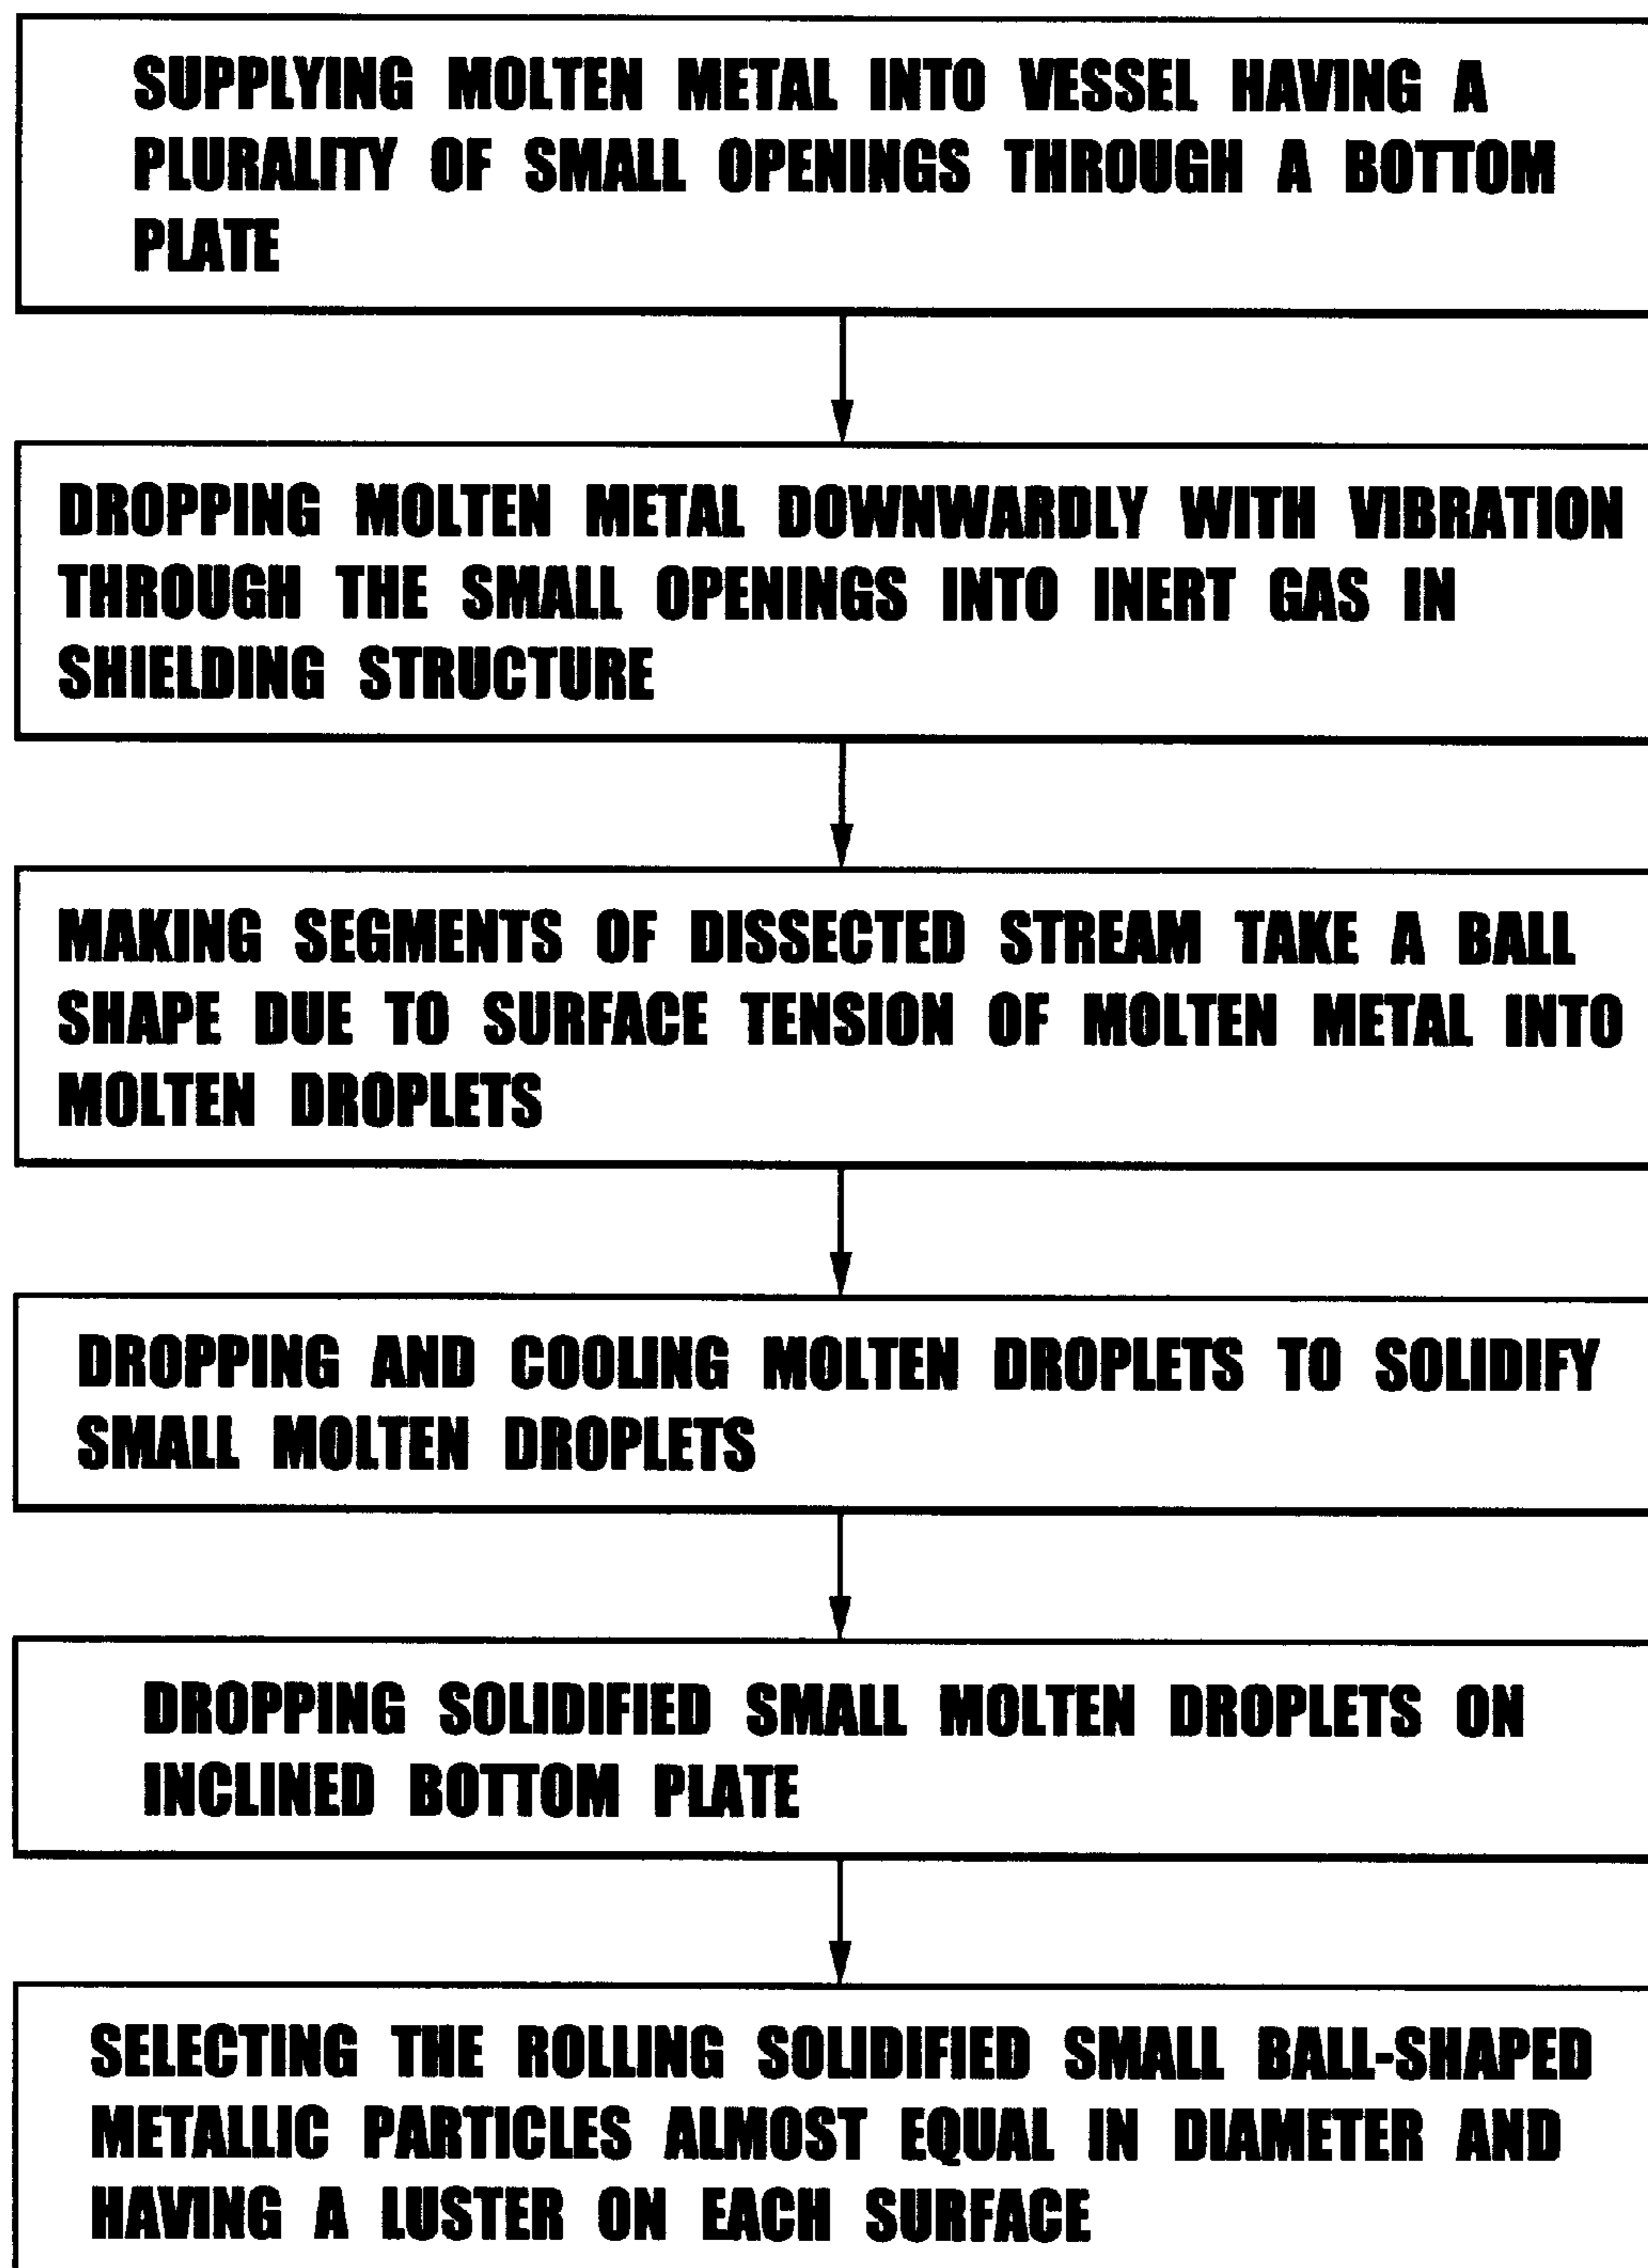 SUPPLYING MOLTEN METAL INTO VESSEL HAVING A
PLURALITY OF SMALL OPENINGS THROUGH A BOTTOM
PLATE
DROPPING MOLTEN METAL DOWNWARDLY WITH VIBRATION
THROUGH THE SMALL OPENINGS INTO INERT GAS IN
SHIELDING STRUCTURE
MAKING SEGMENTS OF DISSECTED STREAM TAKE A BALL
SHAPE DUE TO SURFACE TENSION OF MOLTEN METAL INTO
MOLTEN DROPLETS
DROPPING AND COOLING MOLTEN DROPLETS TO SOLIDIFY
SMALL MOLTEN DROPLETS
DROPPING SOLIDIFIED SMALL MOLTEN DROPLETS ON
INCLINED BOTTOM PLATE
SELECTING THE ROLLING SOLIDIFIED SMALL BALL-SHAPED
METALLIC PARTICLES ALMOST EQUAL IN DIAMETER AND
HAVING A LUSTER ON EACH SURFACE